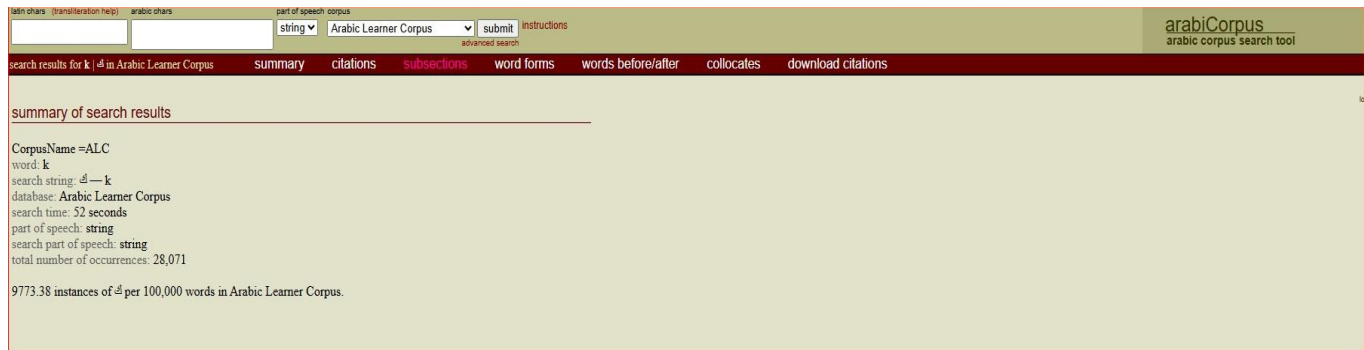 latin chars (transliteration help) arabic chars part of speech corpus
string Arabic Learner Corpus submit instructions
advanced search
arabiCorpus
arabic corpus search tool
search results for k | ك in Arabic Learner Corpus summary citations subsections word forms words before/after collocates download citations
lo
summary of search results
CorpusName =ALC
word: k
search string: ك — k
database: Arabic Learner Corpus
search time: 52 seconds
part of speech: string
search part of speech: string
total number of occurrences: 28,071
9773.38 instances of ك per 100,000 words in Arabic Learner Corpus.